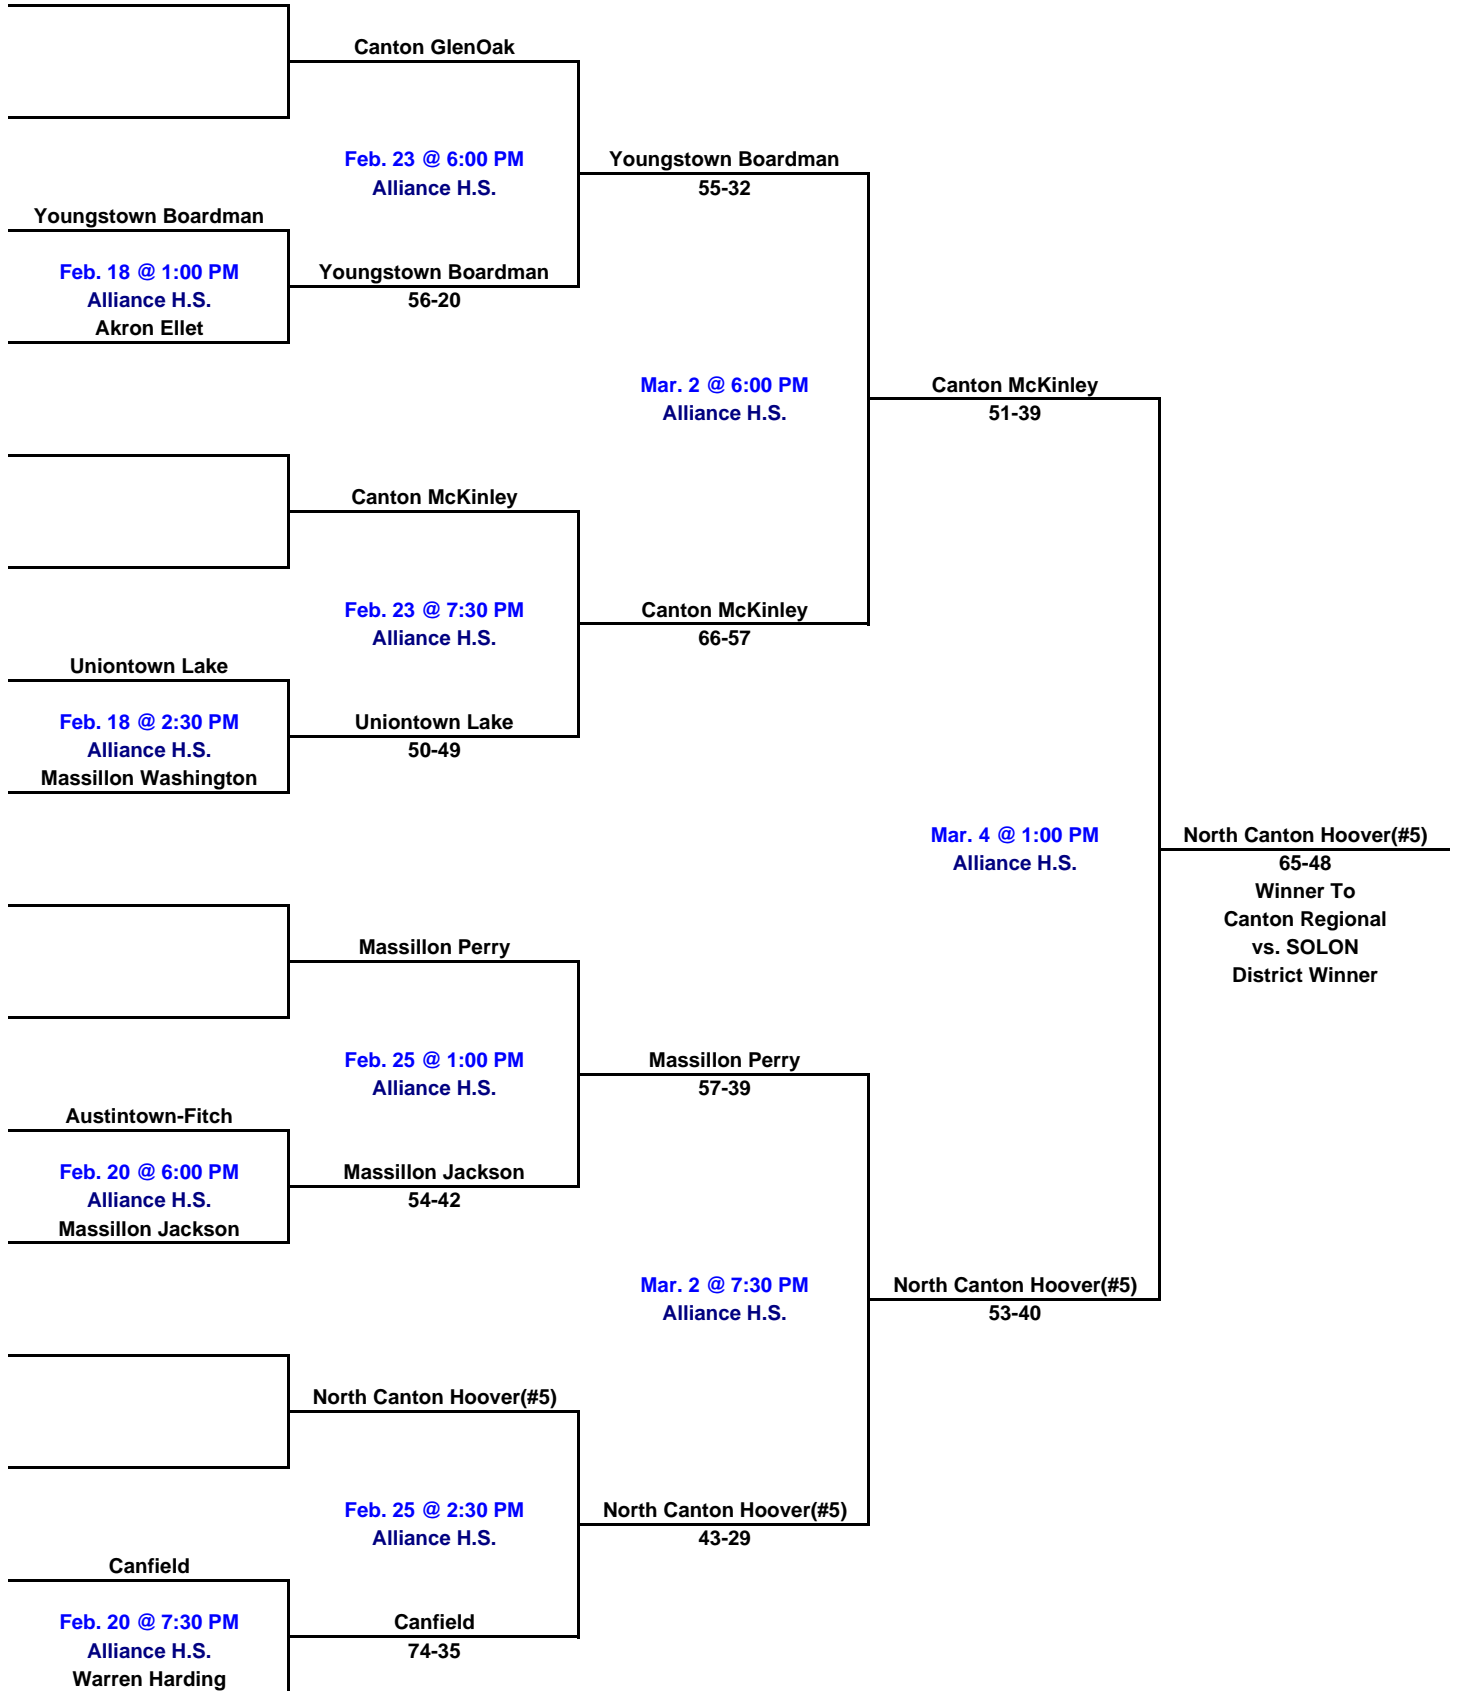 Canton GlenOak
Feb. 23 @ 6:00 PM
Youngstown Boardman
Alliance H.S.
55-32
Youngstown Boardman
Feb. 18 @ 1:00 PM
Youngstown Boardman
Alliance H.S.
56-20
Akron Ellet
Mar. 2 @ 6:00 PM
Canton McKinley
Alliance H.S.
51-39
Canton McKinley
Feb. 23 @ 7:30 PM
Canton McKinley
Alliance H.S.
66-57
Uniontown Lake
Feb. 18 @ 2:30 PM
Uniontown Lake
Alliance H.S.
50-49
Massillon Washington
Mar. 4 @ 1:00 PM
North Canton Hoover(#5)
Alliance H.S.
65-48
Winner To
Canton Regional
vs. SOLON
District Winner
Massillon Perry
Feb. 25 @ 1:00 PM
Massillon Perry
Alliance H.S.
57-39
Austintown-Fitch
Feb. 20 @ 6:00 PM
Massillon Jackson
Alliance H.S.
54-42
Massillon Jackson
Mar. 2 @ 7:30 PM
North Canton Hoover(#5)
Alliance H.S.
53-40
North Canton Hoover(#5)
Feb. 25 @ 2:30 PM
North Canton Hoover(#5)
Alliance H.S.
43-29
Canfield
Feb. 20 @ 7:30 PM
Canfield
Alliance H.S.
74-35
Warren Harding